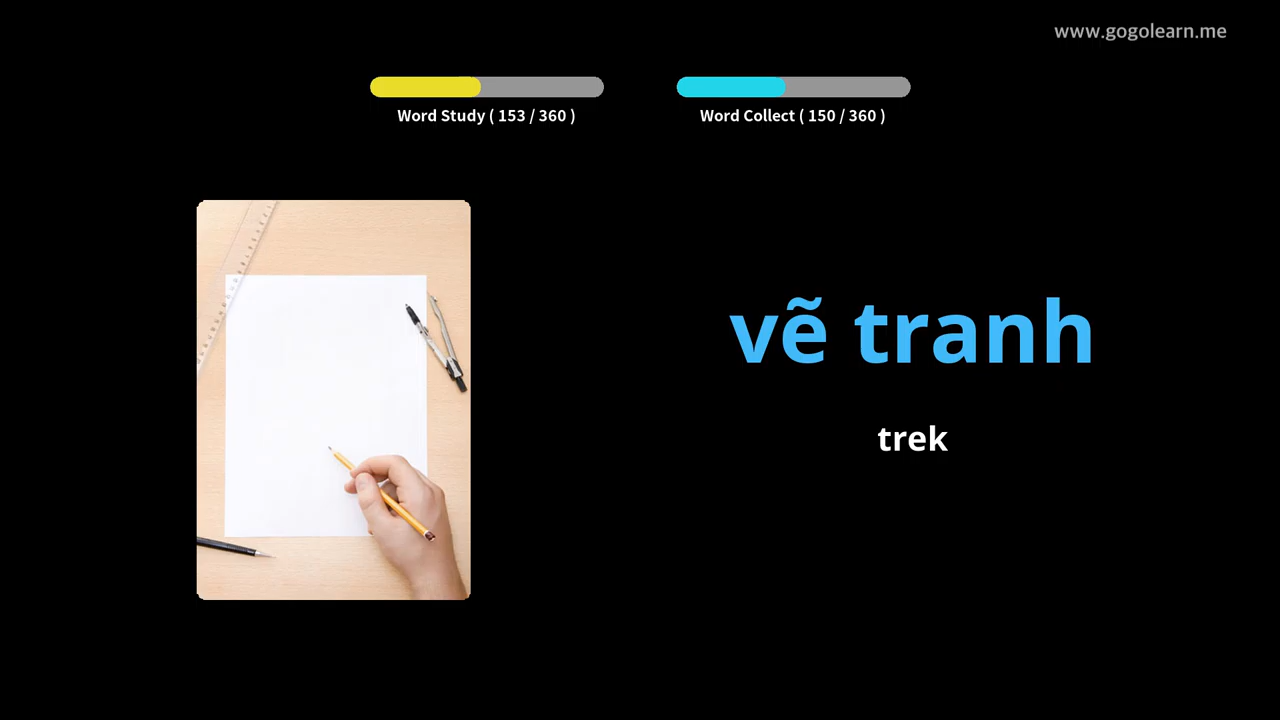 www.gogolearn.me
Word Study ( 153 / 360 )
Word Collect ( 150 / 360 )
vẽ tranh
trek